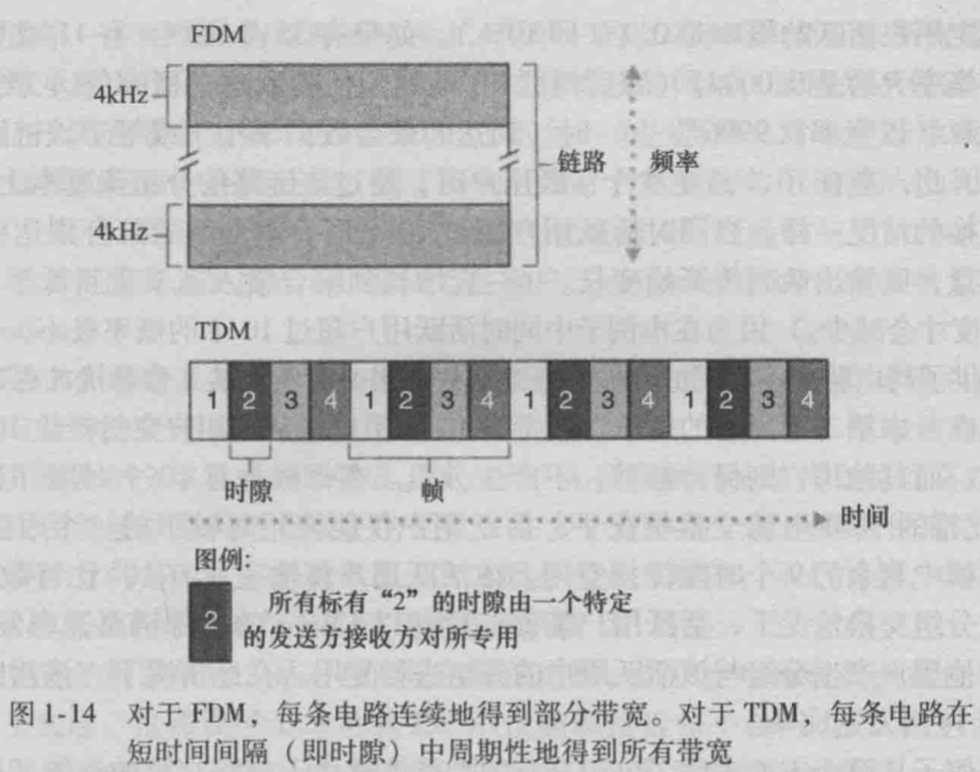 FDM
4kHz
4kHz
链路
频率
TDM
1 2 3 4 1 2 3 4 1 2 3 4 1 2 3 4
时隙
帧
时间
图例:
2
所有标有“2”的时隙由一个特定
的发送方接收方对所专用
图 1-14 对于 FDM，每条电路连续地得到部分带宽。对于 TDM，每条电路在
短时间间隔（即时隙）中周期性地得到所有带宽